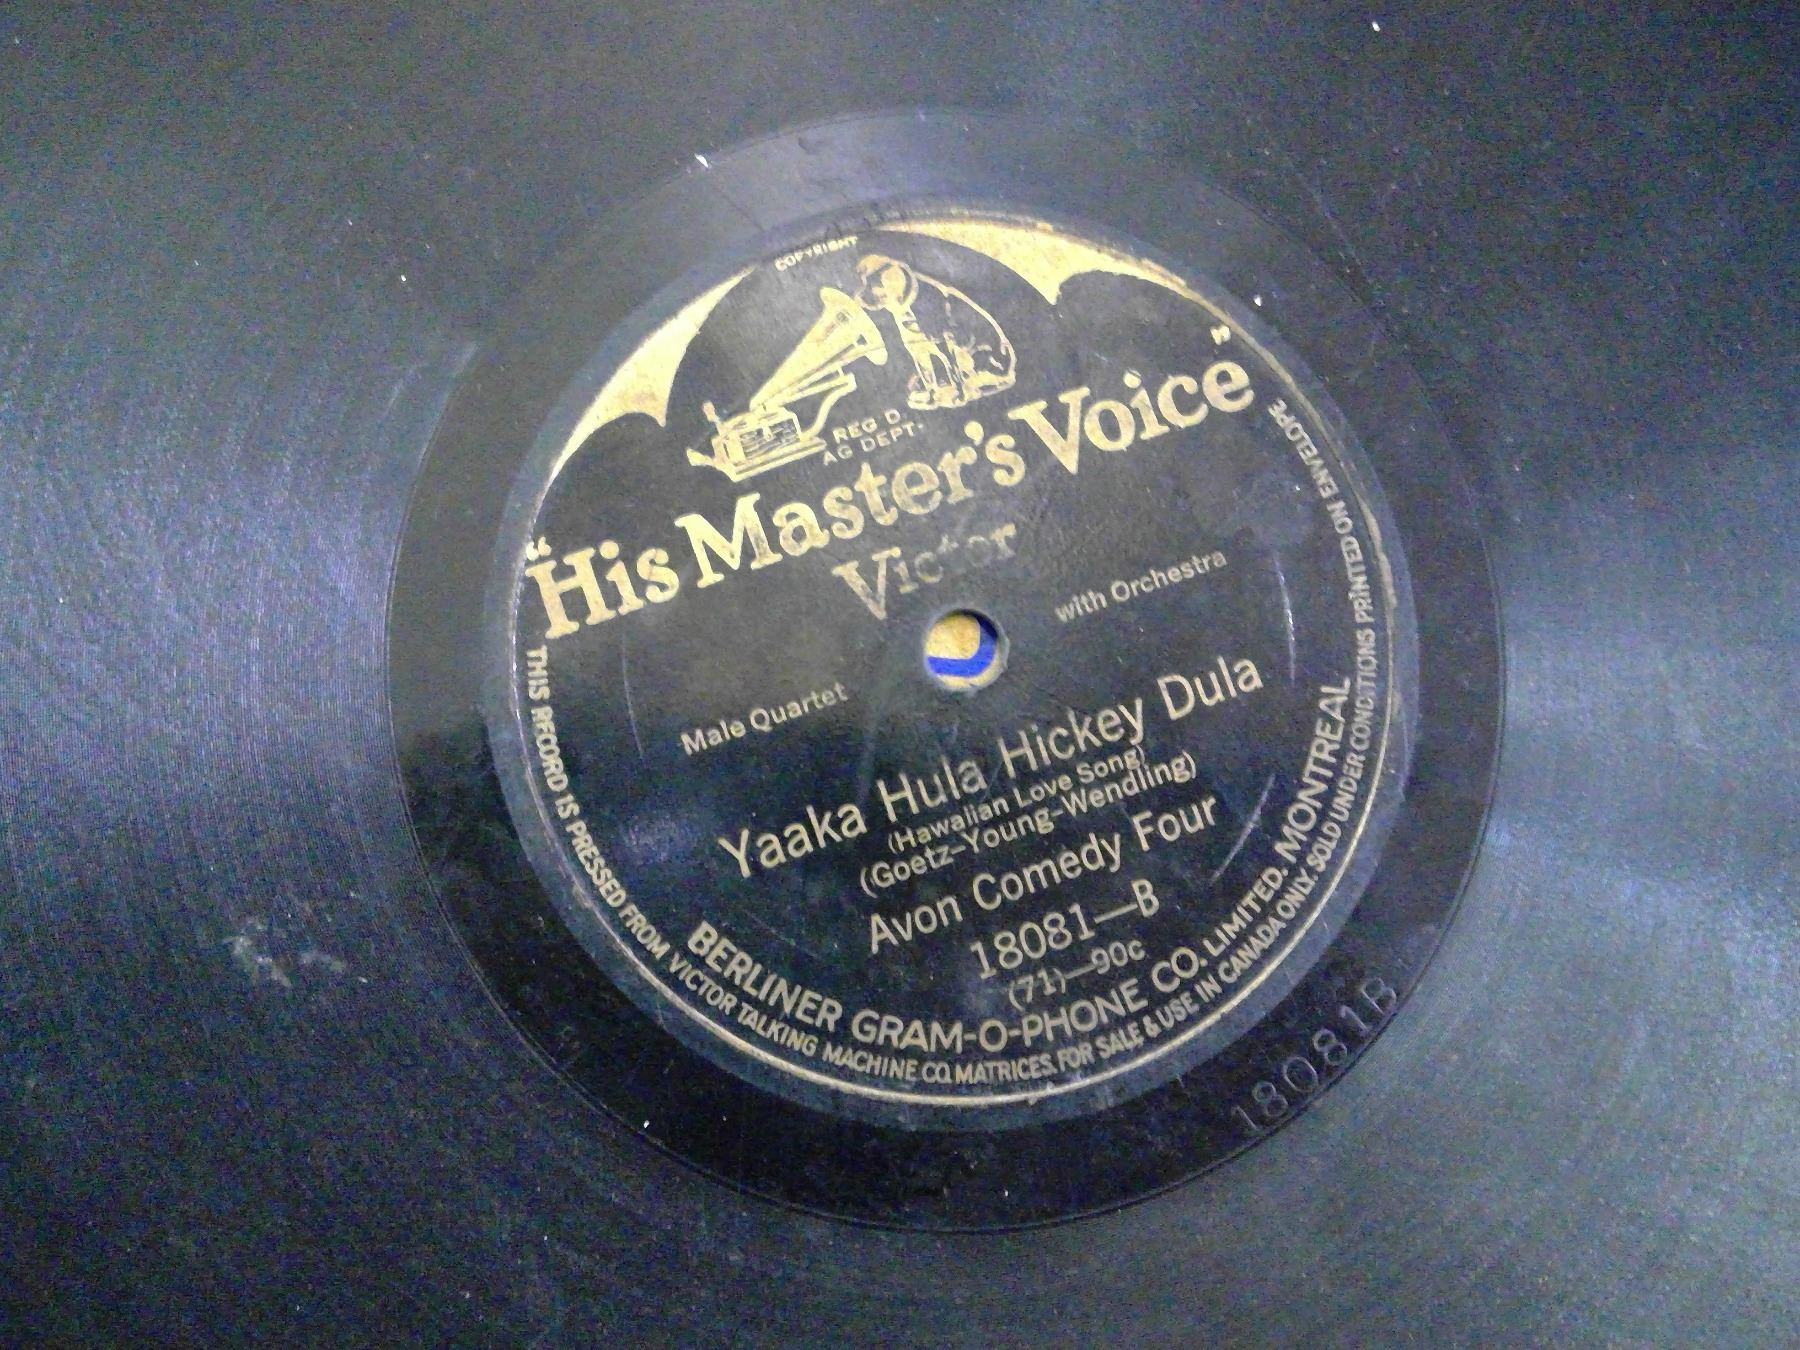 COPYRIGHT
REG'D.
AG DEPT.
"His Master's Voice"
Victor
Male Quartet
with Orchestra
Yaaka Hula Hickey Dula
(Hawaiian Love Song)
(Goetz-Young-Wendling)
Avon Comedy Four
18081—B
(71)—90c
BERLINER GRAM-O-PHONE CO. LIMITED. MONTREAL
THIS RECORD IS PRESSED FROM VICTOR TALKING MACHINE CO. MATRICES. FOR SALE & USE IN CANADA ONLY. SOLD UNDER CONDITIONS PRINTED ON ENVELOPE
18081B